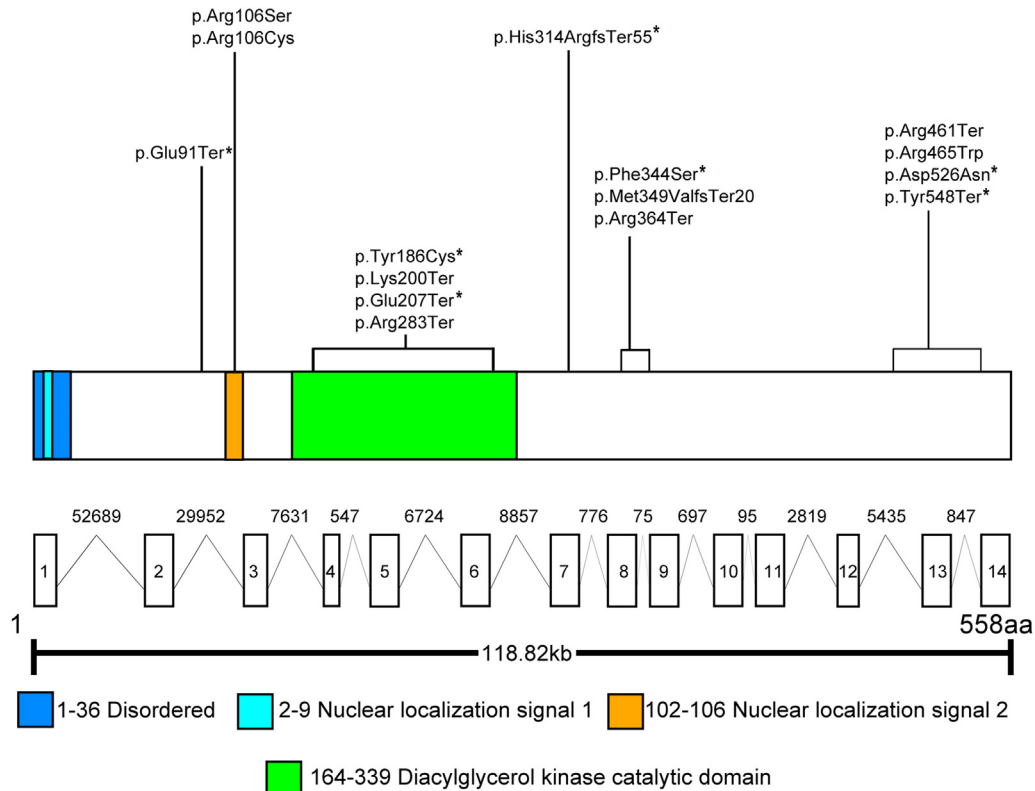 p.Arg106Ser
p.Arg106Cys
p.His314ArgfsTer55*
p.Glu91Ter*
p.Arg461Ter
p.Arg465Trp
p.Asp526Asn*
p.Tyr548Ter*
p.Phe344Ser*
p.Met349ValfsTer20
p.Arg364Ter
p.Tyr186Cys*
p.Lys200Ter
p.Glu207Ter*
p.Arg283Ter
52689 29952 7631 547 6724 8857 776 75 697 95 2819 5435 847
1 2 3 4 5 6 7 8 9 10 11 12 13 14
1 558aa
118.82kb
1-36 Disordered 2-9 Nuclear localization signal 1 102-106 Nuclear localization signal 2
164-339 Diacylglycerol kinase catalytic domain